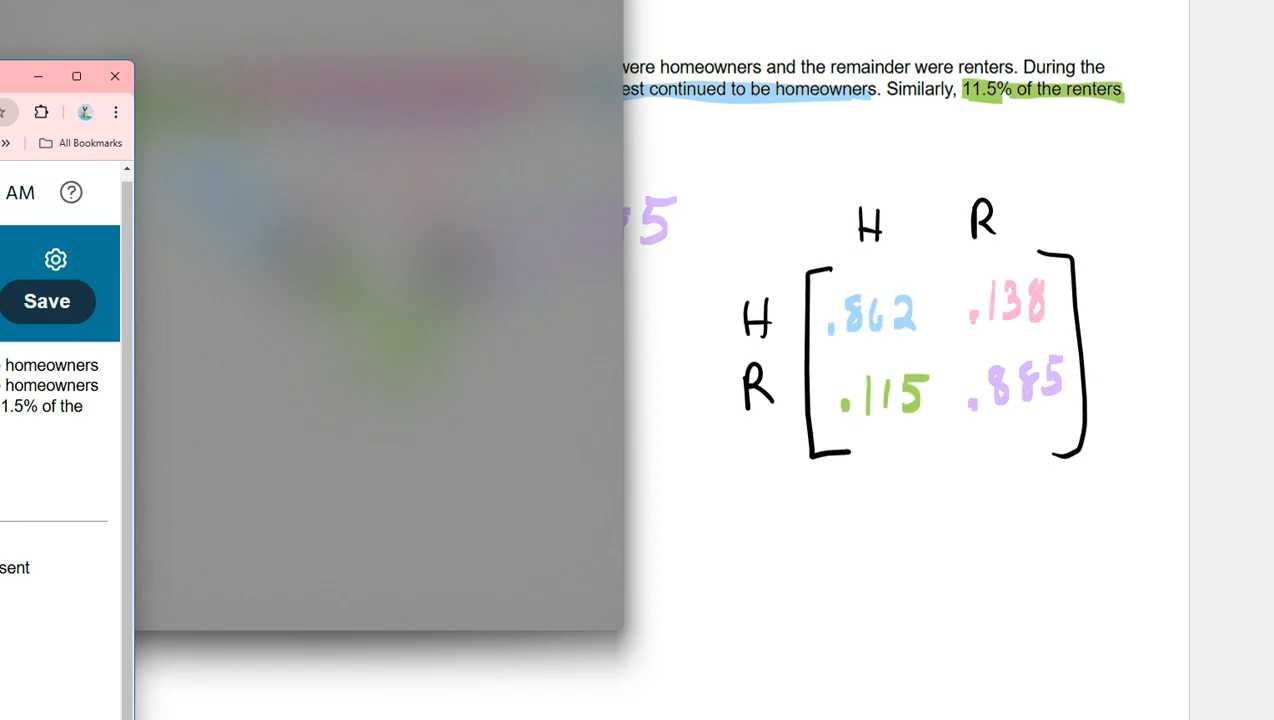 were homeowners and the remainder were renters. During the
est continued to be homeowners. Similarly, 11.5% of the renters
» All Bookmarks
AM ?
Save
homeowners
homeowners
1.5% of the
sent
5
H R
H .862 .138
R .115 .885